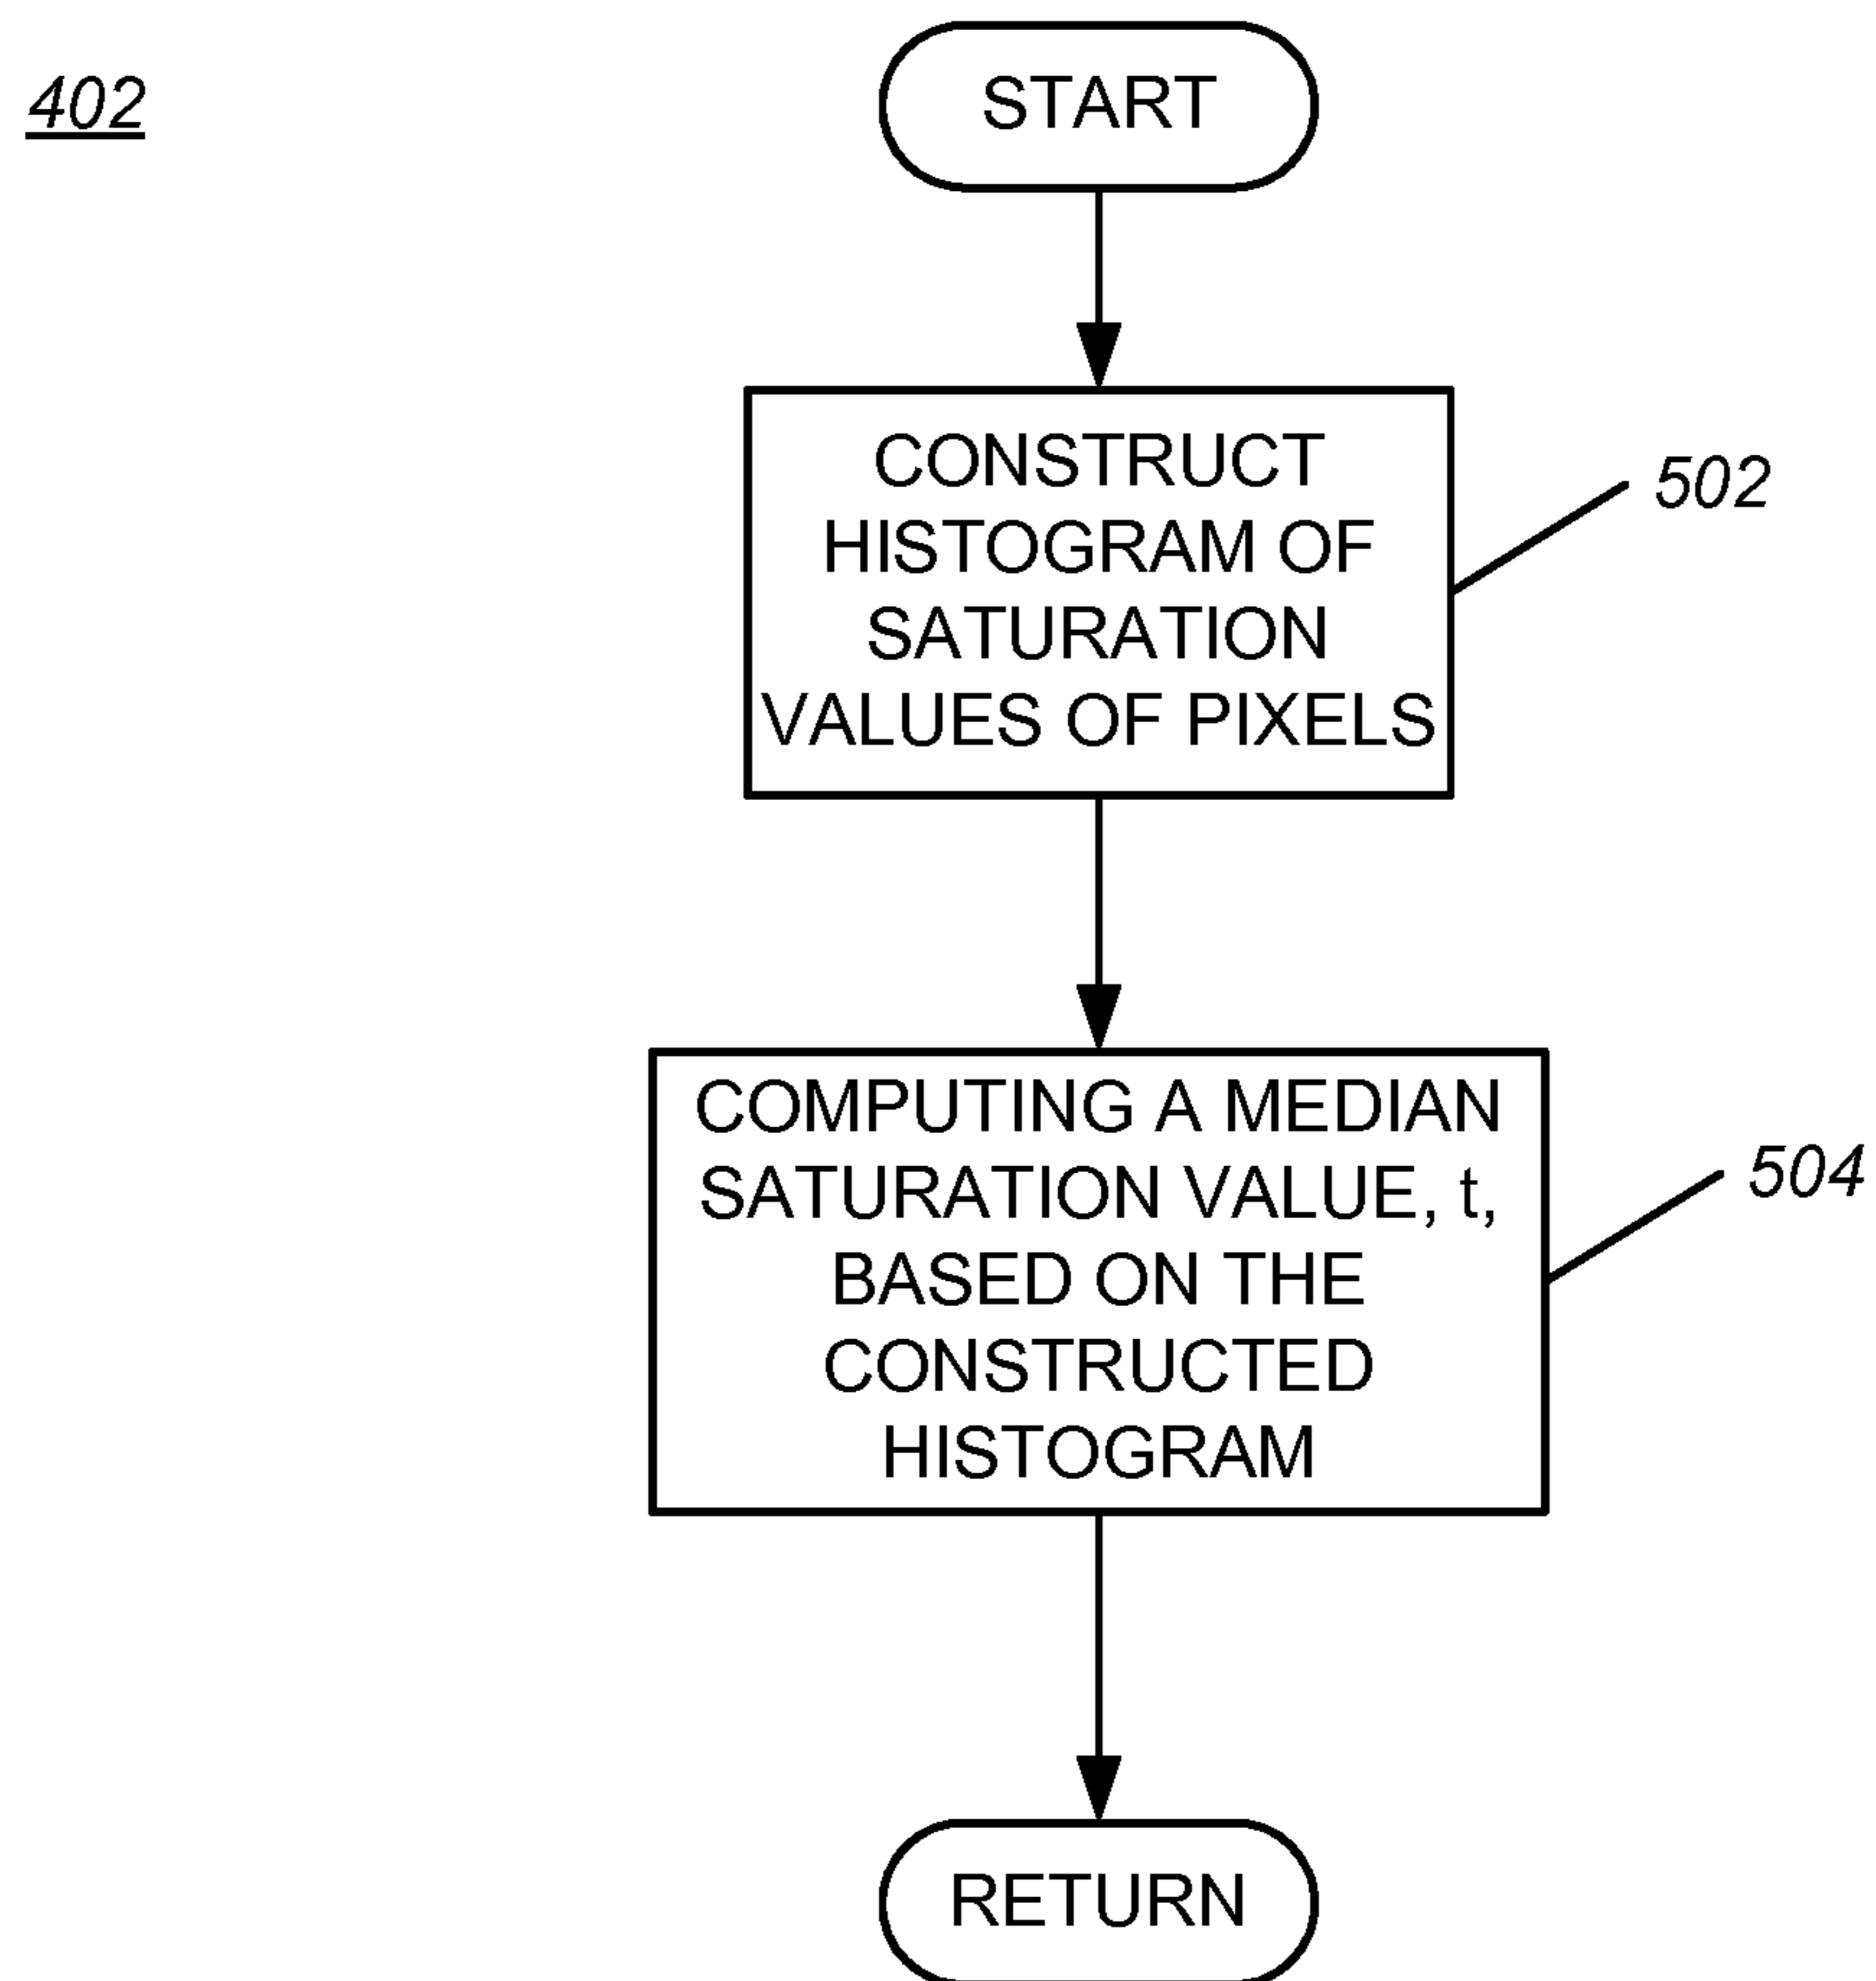 402
START
CONSTRUCT
HISTOGRAM OF
SATURATION
VALUES OF PIXELS
502
COMPUTING A MEDIAN
SATURATION VALUE, t,
BASED ON THE
CONSTRUCTED
HISTOGRAM
504
RETURN